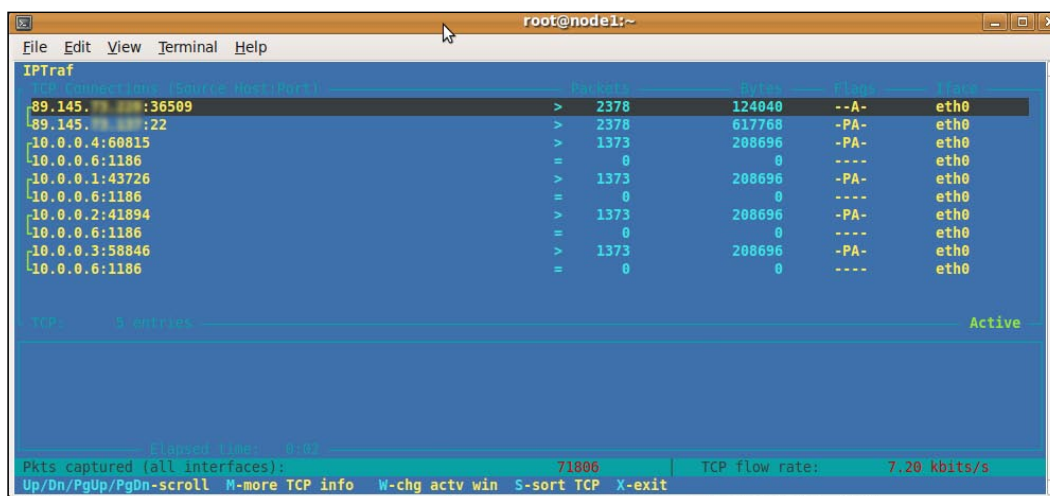 root@node1:~
File Edit View Terminal Help
IPTraf
TCP Connections (Source Host:Port) Packets Bytes Flags Iface
89.145. :36509 > 2378 124040 --A- eth0
89.145. :22 > 2378 617768 -PA- eth0
10.0.0.4:60815 > 1373 208696 -PA- eth0
10.0.0.6:1186 = 0 0 ---- eth0
10.0.0.1:43726 > 1373 208696 -PA- eth0
10.0.0.6:1186 = 0 0 ---- eth0
10.0.0.2:41894 > 1373 208696 -PA- eth0
10.0.0.6:1186 = 0 0 ---- eth0
10.0.0.3:58846 > 1373 208696 -PA- eth0
10.0.0.6:1186 = 0 0 ---- eth0
TCP: 5 entries Active
Elapsed time: 0:02
Pkts captured (all interfaces): 71806 TCP flow rate: 7.20 kbits/s
Up/Dn/PgUp/PgDn-scroll M-more TCP info W-chg actv win S-sort TCP X-exit